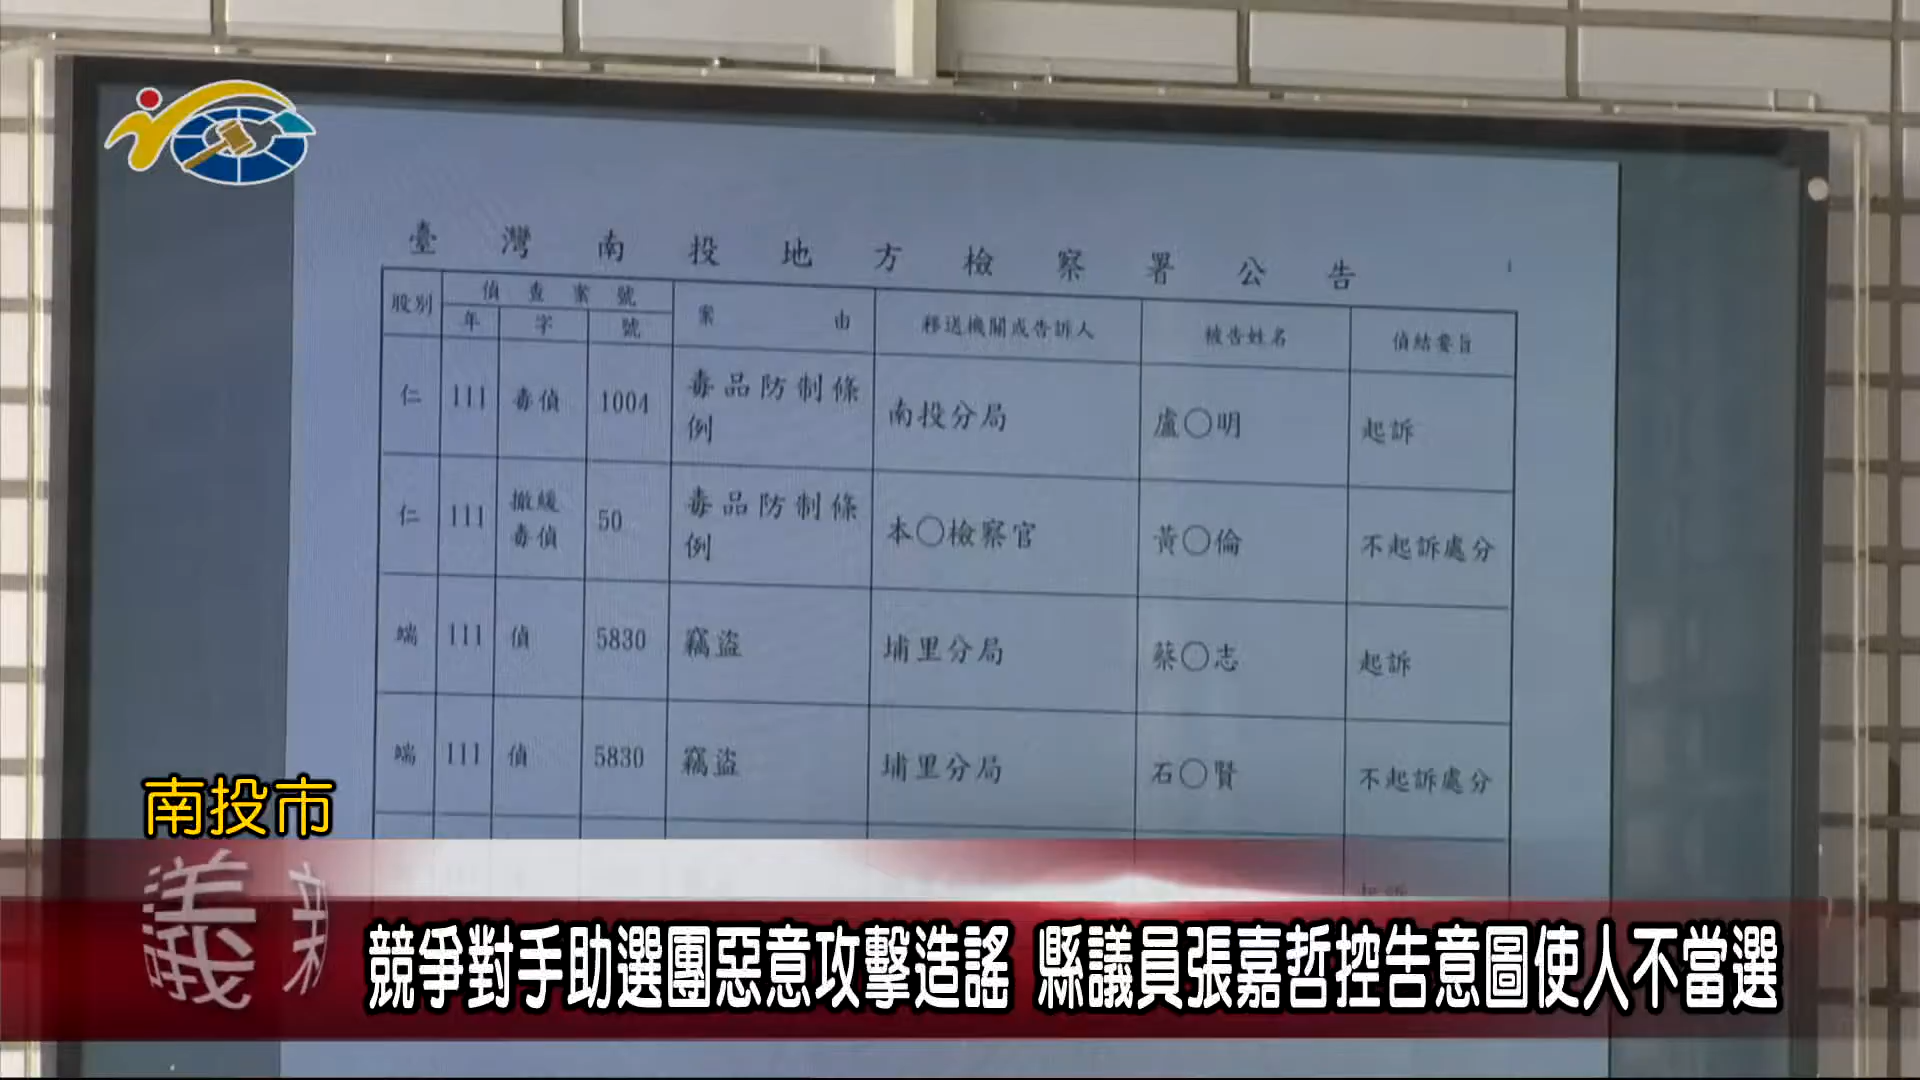 臺灣南投地方檢察署公告
股別 偵查案號 案由 移送機關或告訴人 被告姓名 偵結要旨
年 字 號
仁 111 毒偵 1004 毒品防制條例 南投分局 盧○明 起訴
仁 111 撤緩毒偵 50 毒品防制條例 本○檢察官 黃○倫 不起訴處分
端 111 偵 5830 竊盜 埔里分局 蔡○志 起訴
端 111 偵 5830 竊盜 埔里分局 石○賢 不起訴處分
起訴
南投市
議 新
競爭對手助選團惡意攻擊造謠 縣議員張嘉哲控告意圖使人不當選